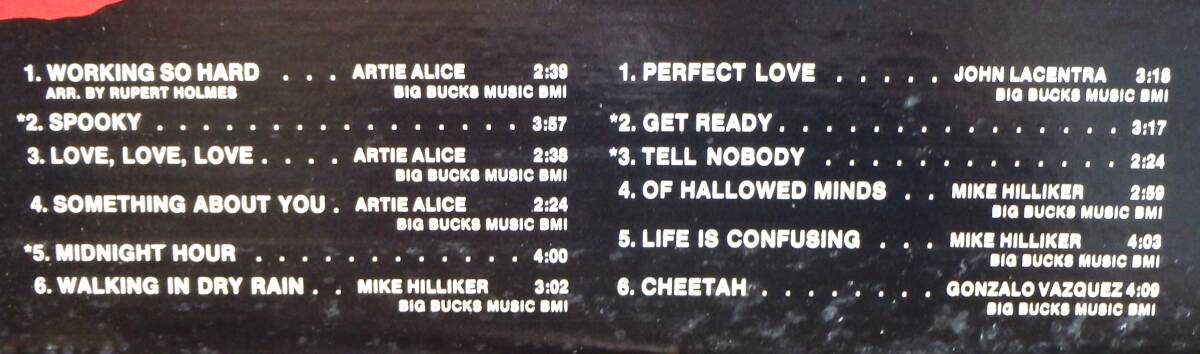 1. WORKING SO HARD . . . ARTIE ALICE 2:39
ARR. BY RUPERT HOLMES BIG BUCKS MUSIC BMI
*2. SPOOKY . . . . . . . . . . . . . . . . . 3:57
3. LOVE, LOVE, LOVE . . . . ARTIE ALICE 2:38
BIG BUCKS MUSIC BMI
4. SOMETHING ABOUT YOU . ARTIE ALICE 2:24
BIG BUCKS MUSIC BMI
*5. MIDNIGHT HOUR . . . . . . . . . . . . 4:00
6. WALKING IN DRY RAIN . . MIKE HILLIKER 3:02
BIG BUCKS MUSIC BMI
1. PERFECT LOVE . . . . . JOHN LACENTRA 3:18
BIG BUCKS MUSIC BMI
*2. GET READY . . . . . . . . . . . . . . . 3:17
*3. TELL NOBODY . . . . . . . . . . . . . 2:24
4. OF HALLOWED MINDS . . MIKE HILLIKER 2:59
BIG BUCKS MUSIC BMI
5. LIFE IS CONFUSING . . . MIKE HILLIKER 4:03
BIG BUCKS MUSIC BMI
6. CHEETAH . . . . . . . . GONZALO VAZQUEZ 4:09
BIG BUCKS MUSIC BMI